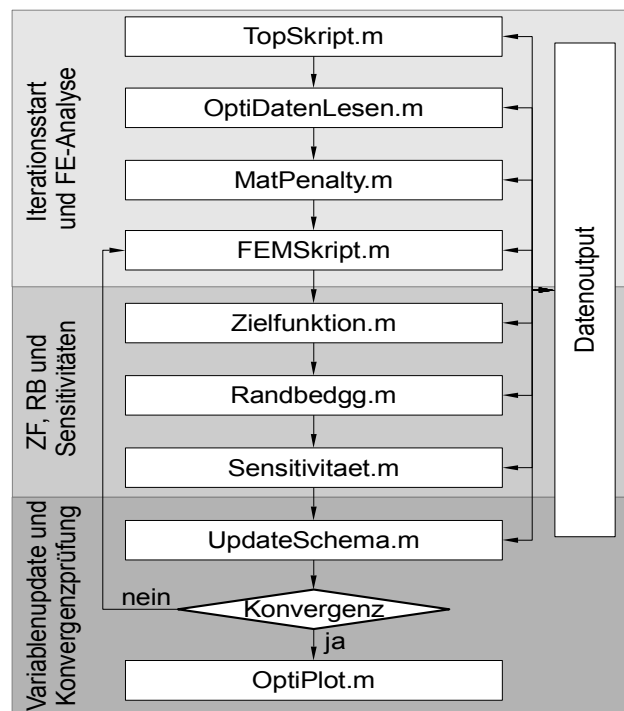 Iterationsstart
und FE-Analyse
TopSkript.m
OptiDatenLesen.m
MatPenalty.m
FEMSkript.m
ZF, RB und
Sensitivitäten
Zielfunktion.m
Randbedgg.m
Sensitivitaet.m
Variablenupdate und
Konvergenzprüfung
UpdateSchema.m
nein
Konvergenz
ja
OptiPlot.m
Datenoutput